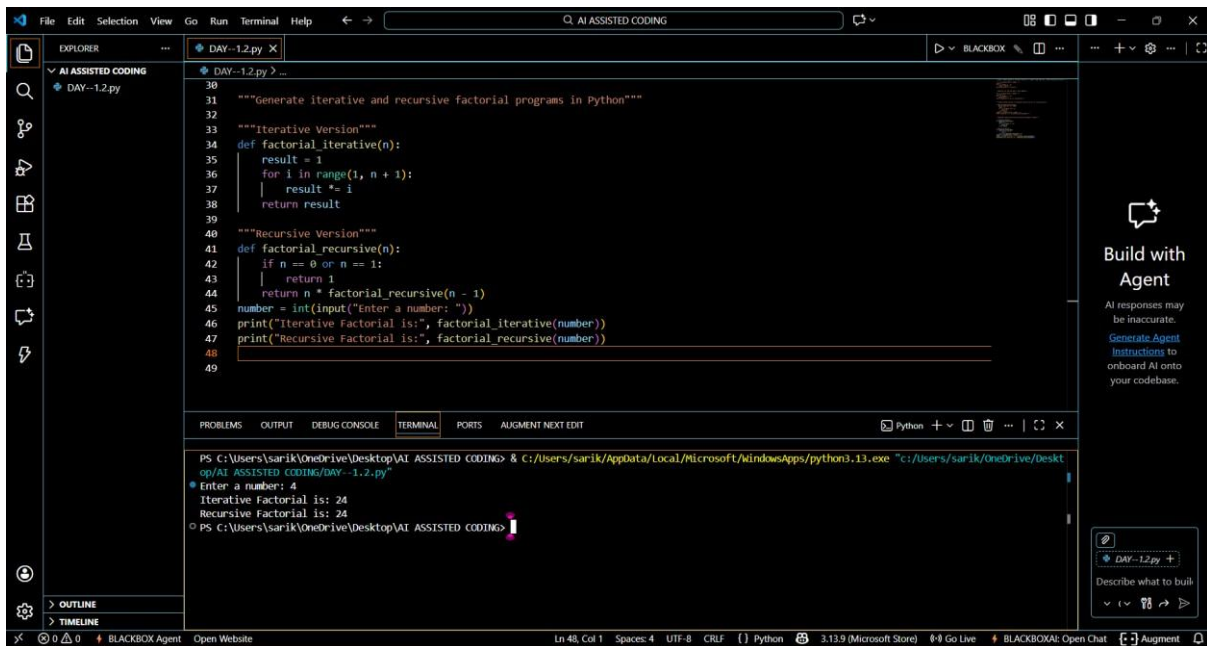 File Edit Selection View Go Run Terminal Help
AI ASSISTED CODING
EXPLORER
AI ASSISTED CODING
DAY--1.2.py
DAY--1.2.py
BLACKBOX
DAY--1.2.py > ...
30
31 """Generate iterative and recursive factorial programs in Python"""
32
33 """Iterative Version"""
34 def factorial_iterative(n):
35     result = 1
36     for i in range(1, n + 1):
37         result *= i
38     return result
39
40 """Recursive Version"""
41 def factorial_recursive(n):
42     if n == 0 or n == 1:
43         return 1
44     return n * factorial_recursive(n - 1)
45 number = int(input("Enter a number: "))
46 print("Iterative Factorial is:", factorial_iterative(number))
47 print("Recursive Factorial is:", factorial_recursive(number))
48
49
PROBLEMS OUTPUT DEBUG CONSOLE TERMINAL PORTS AUGMENT NEXT EDIT
Python
PS C:\Users\sarik\OneDrive\Desktop\AI ASSISTED CODING> & C:/Users/sarik/AppData/Local/Microsoft/WindowsApps/python3.13.exe "c:/Users/sarik/OneDrive/Deskt
op/AI ASSISTED CODING/DAY--1.2.py"
Enter a number: 4
Iterative Factorial is: 24
Recursive Factorial is: 24
PS C:\Users\sarik\OneDrive\Desktop\AI ASSISTED CODING>
Build with
Agent
AI responses may
be inaccurate.
Generate Agent
Instructions to
onboard AI onto
your codebase.
DAY--1.2.py +
Describe what to buil
OUTLINE
TIMELINE
0 0 BLACKBOX Agent Open Website Ln 48, Col 1 Spaces: 4 UTF-8 CRLF {} Python 3.13.9 (Microsoft Store) Go Live BLACKBOXAI: Open Chat Augment